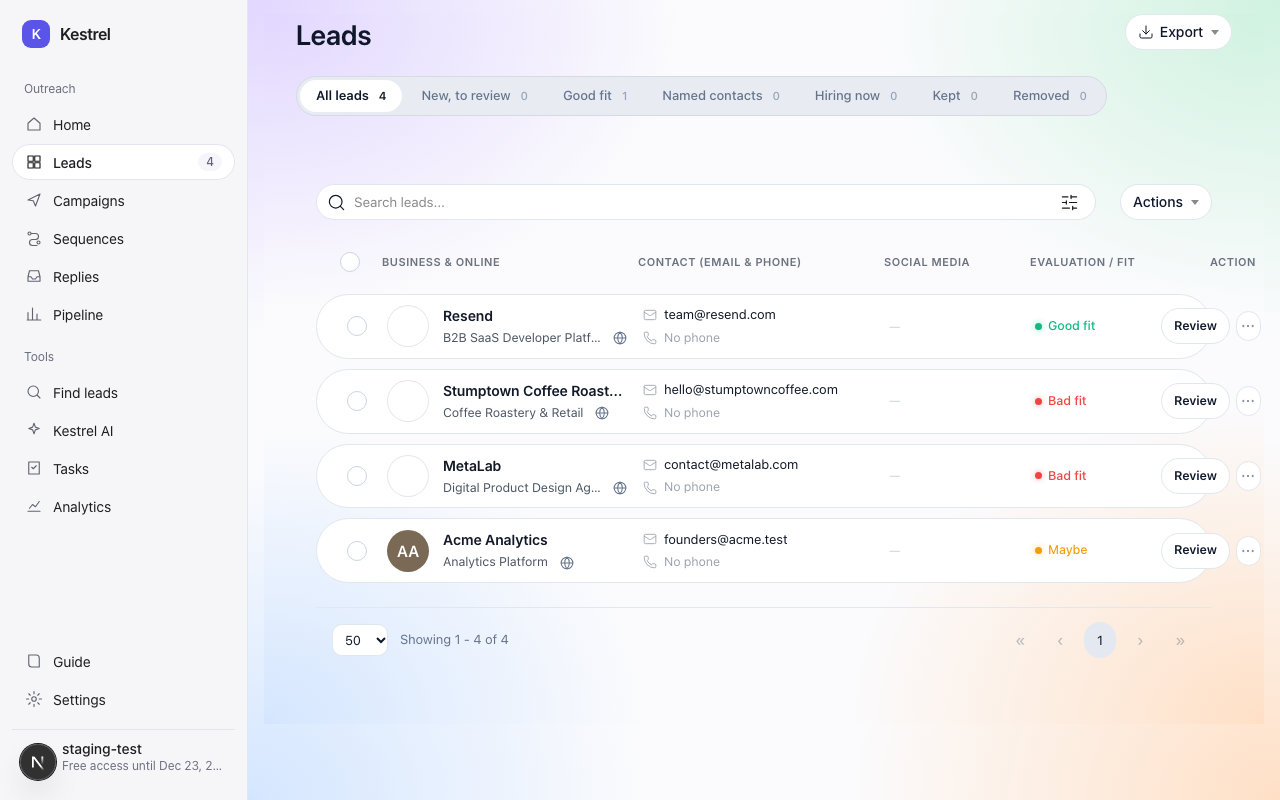 K Kestrel
Outreach
Home
Leads 4
Campaigns
Sequences
Replies
Pipeline
Tools
Find leads
Kestrel AI
Tasks
Analytics
Guide
Settings
N staging-test
Free access until Dec 23, 2...
Leads
Export
All leads 4 New, to review 0 Good fit 1 Named contacts 0 Hiring now 0 Kept 0 Removed 0
Search leads...
Actions
BUSINESS & ONLINE CONTACT (EMAIL & PHONE) SOCIAL MEDIA EVALUATION / FIT ACTION
Resend team@resend.com
B2B SaaS Developer Platf... No phone — Good fit Review ...
Stumptown Coffee Roast... hello@stumptowncoffee.com
Coffee Roastery & Retail No phone — Bad fit Review ...
MetaLab contact@metalab.com
Digital Product Design Ag... No phone — Bad fit Review ...
AA Acme Analytics founders@acme.test
Analytics Platform No phone — Maybe Review ...
50 Showing 1 - 4 of 4 « ‹ 1 › »